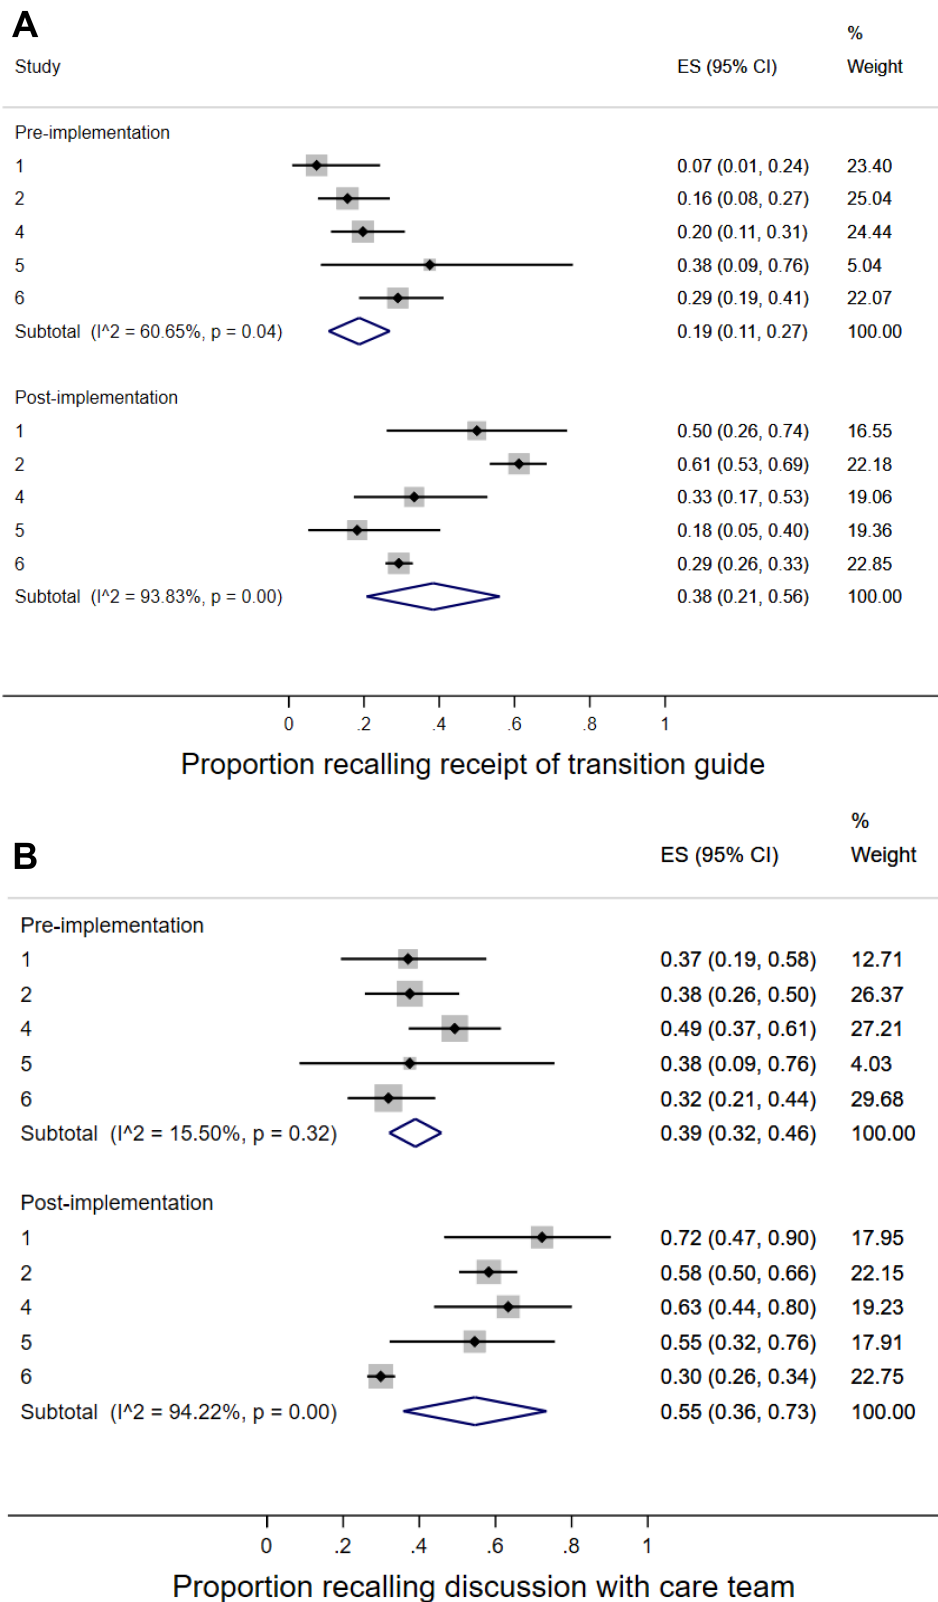 A
%
Study ES (95% CI) Weight
Pre-implementation
1 0.07 (0.01, 0.24) 23.40
2 0.16 (0.08, 0.27) 25.04
4 0.20 (0.11, 0.31) 24.44
5 0.38 (0.09, 0.76) 5.04
6 0.29 (0.19, 0.41) 22.07
Subtotal (I^2 = 60.65%, p = 0.04) 0.19 (0.11, 0.27) 100.00
Post-implementation
1 0.50 (0.26, 0.74) 16.55
2 0.61 (0.53, 0.69) 22.18
4 0.33 (0.17, 0.53) 19.06
5 0.18 (0.05, 0.40) 19.36
6 0.29 (0.26, 0.33) 22.85
Subtotal (I^2 = 93.83%, p = 0.00) 0.38 (0.21, 0.56) 100.00
0 .2 .4 .6 .8 1
Proportion recalling receipt of transition guide
%
B ES (95% CI) Weight
Pre-implementation
1 0.37 (0.19, 0.58) 12.71
2 0.38 (0.26, 0.50) 26.37
4 0.49 (0.37, 0.61) 27.21
5 0.38 (0.09, 0.76) 4.03
6 0.32 (0.21, 0.44) 29.68
Subtotal (I^2 = 15.50%, p = 0.32) 0.39 (0.32, 0.46) 100.00
Post-implementation
1 0.72 (0.47, 0.90) 17.95
2 0.58 (0.50, 0.66) 22.15
4 0.63 (0.44, 0.80) 19.23
5 0.55 (0.32, 0.76) 17.91
6 0.30 (0.26, 0.34) 22.75
Subtotal (I^2 = 94.22%, p = 0.00) 0.55 (0.36, 0.73) 100.00
0 .2 .4 .6 .8 1
Proportion recalling discussion with care team